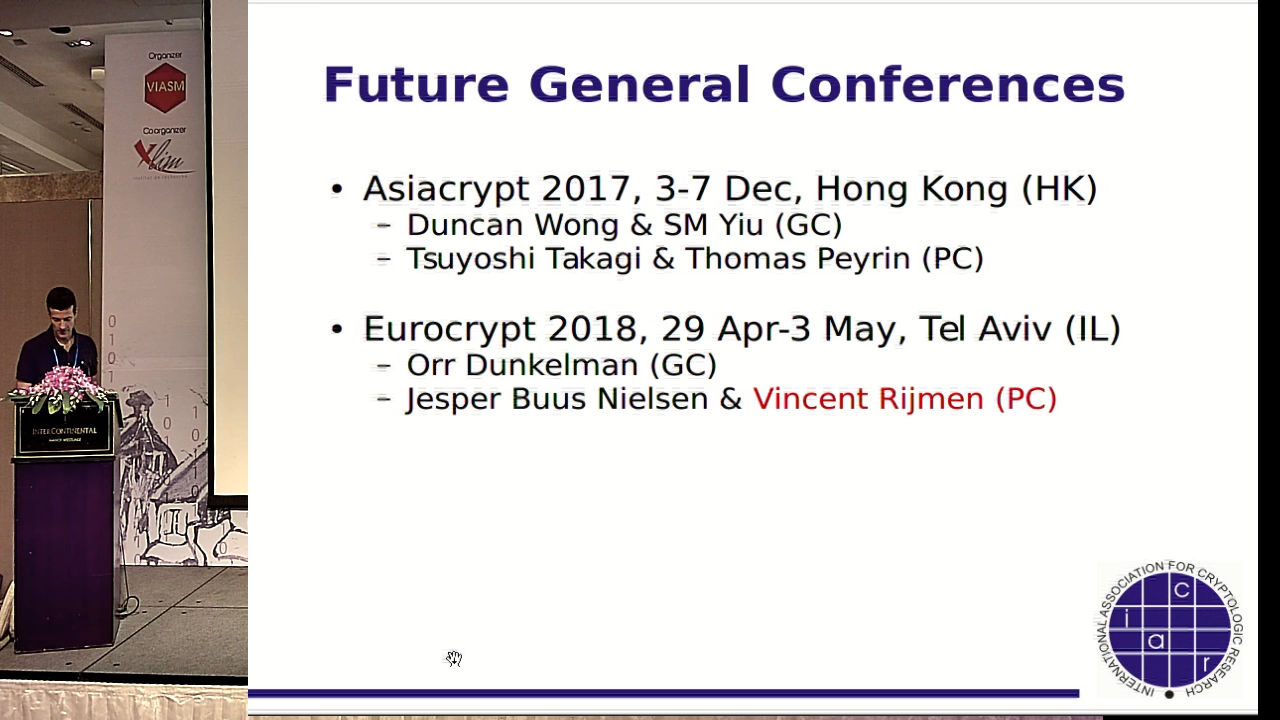 Organizer
VIASM
Coorganizer
Xlim
Future General Conferences
• Asiacrypt 2017, 3-7 Dec, Hong Kong (HK)
– Duncan Wong & SM Yiu (GC)
– Tsuyoshi Takagi & Thomas Peyrin (PC)
• Eurocrypt 2018, 29 Apr-3 May, Tel Aviv (IL)
– Orr Dunkelman (GC)
– Jesper Buus Nielsen & Vincent Rijmen (PC)
INTERCONTINENTAL
INTERNATIONAL ASSOCIATION FOR CRYPTOLOGIC RESEARCH
i
a
c
r